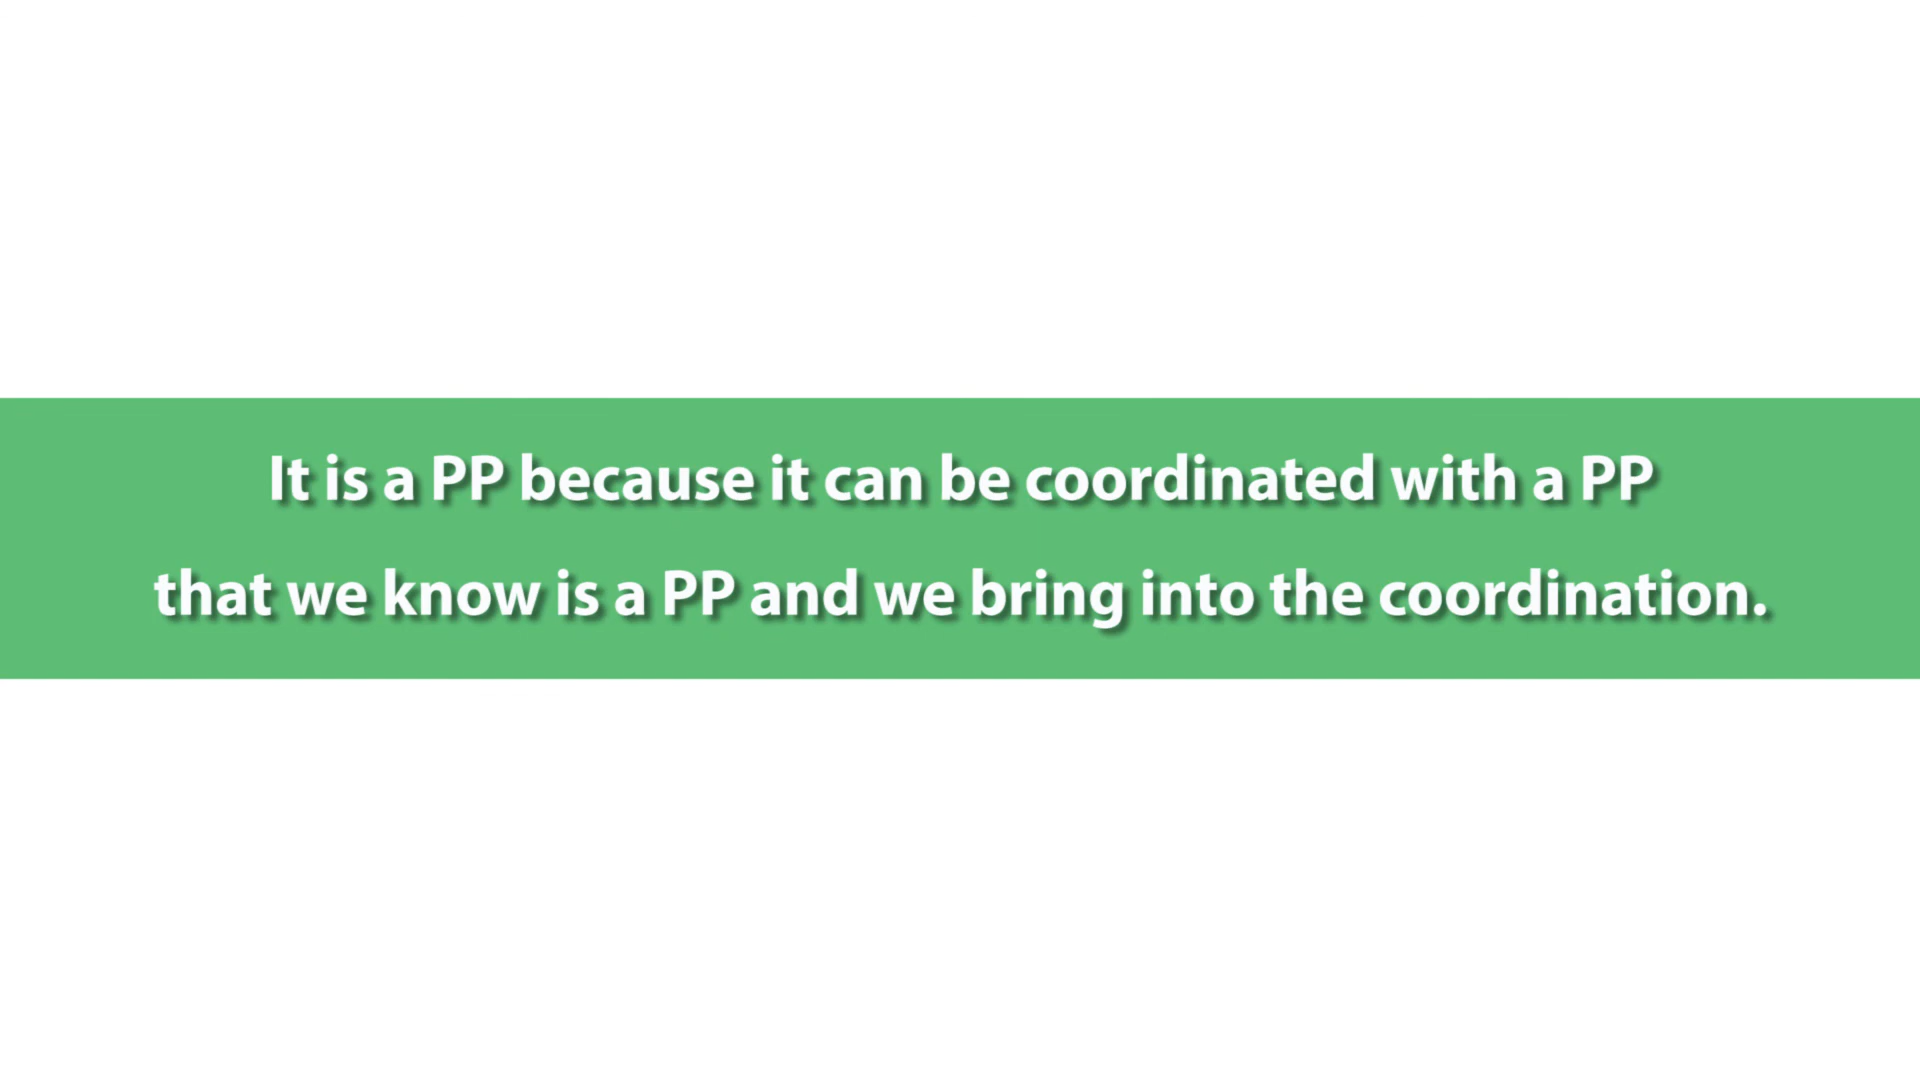 It is a PP because it can be coordinated with a PP
that we know is a PP and we bring into the coordination.